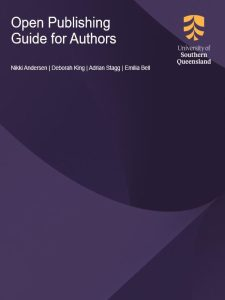 Open Publishing
Guide for Authors
Nikki Andersen | Deborah King | Adrian Stagg | Emilia Bell
University of
Southern
Queensland